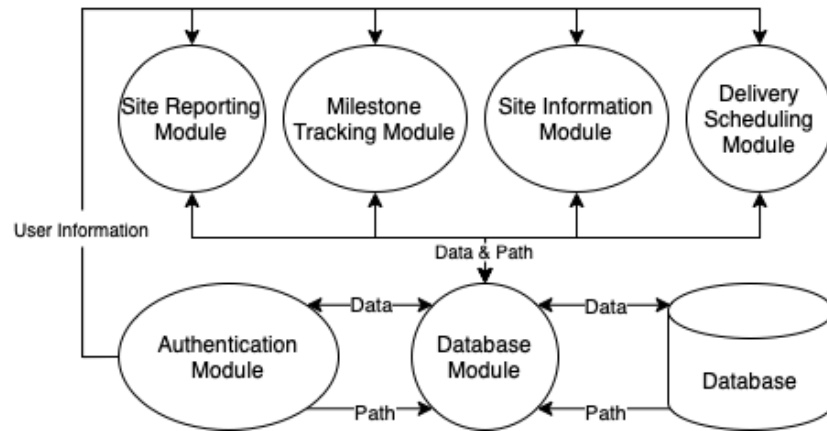 Site Reporting
Module
Milestone
Tracking Module
Site Information
Module
Delivery
Scheduling
Module
User Information
Data & Path
Authentication
Module
Data
Path
Database
Module
Data
Path
Database